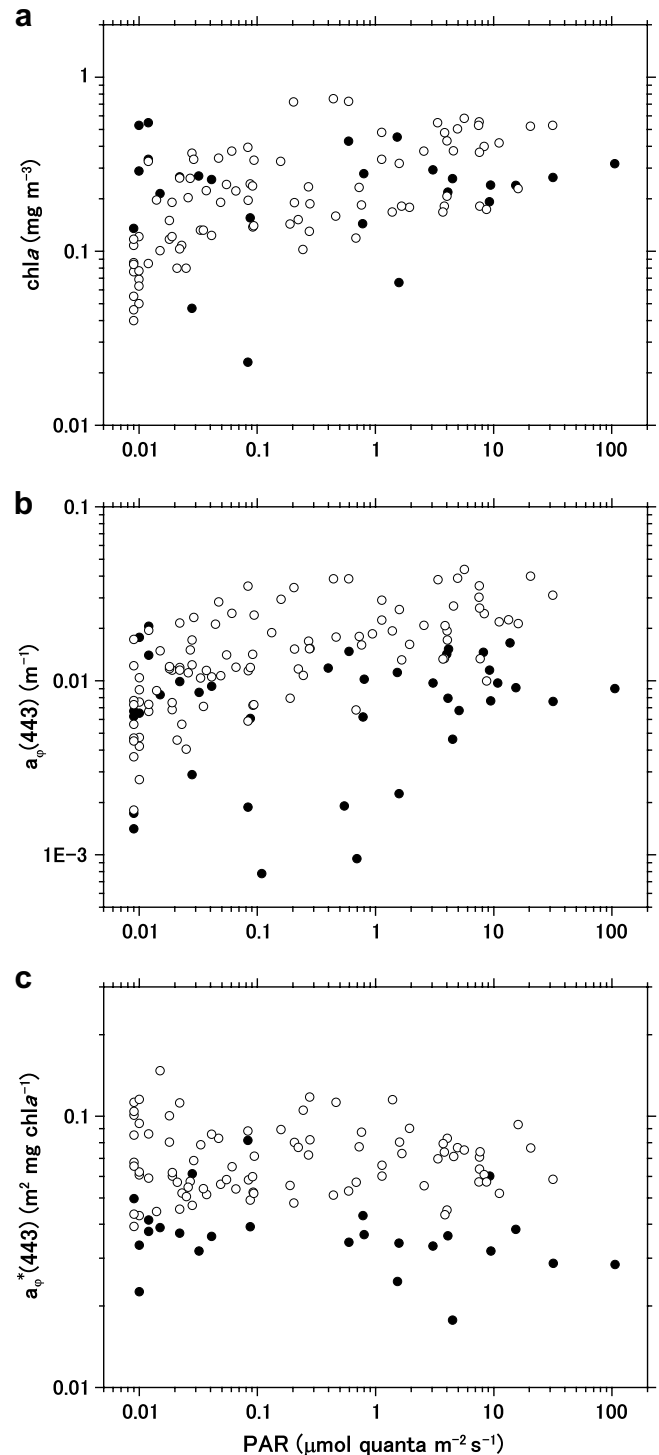 a
1
0.1
0.01
chla (mg m⁻³)
0.01 0.1 1 10 100
b
0.1
0.01
1E−3
aφ(443) (m⁻¹)
0.01 0.1 1 10 100
c
0.1
0.01
aφ*(443) (m² mg chla⁻¹)
0.01 0.1 1 10 100
PAR (μmol quanta m⁻² s⁻¹)